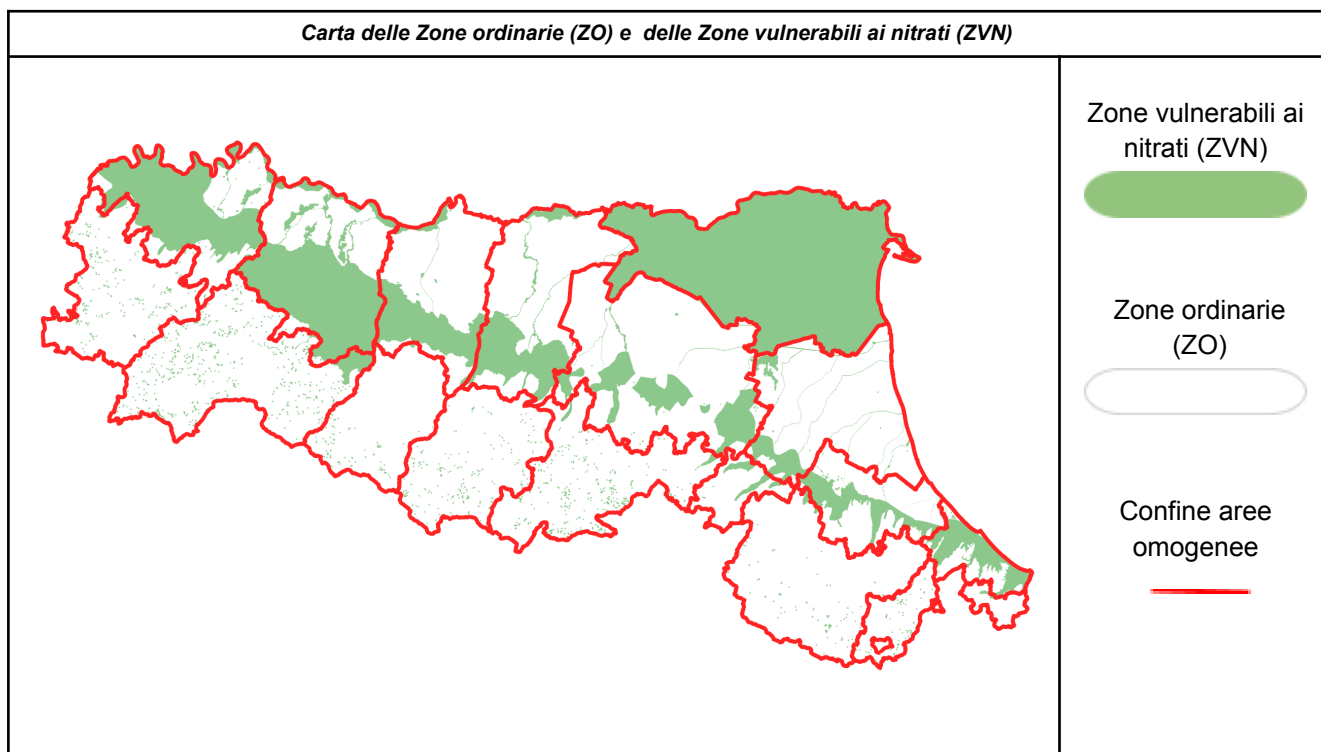 Carta delle Zone ordinarie (ZO) e  delle Zone vulnerabili ai nitrati (ZVN)
Zone vulnerabili ai
nitrati (ZVN)
Zone ordinarie
(ZO)
Confine aree
omogenee